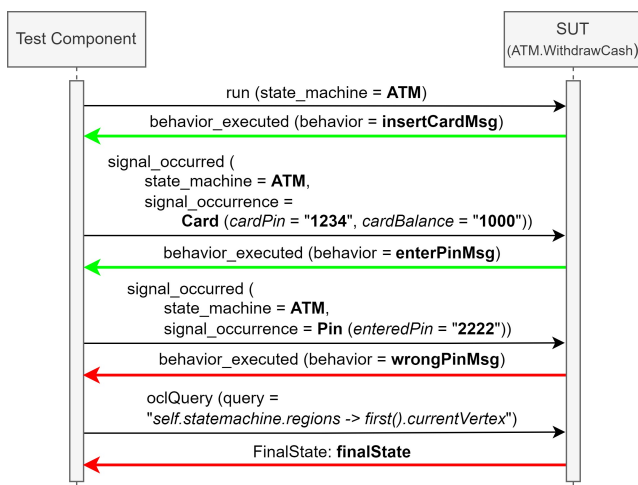 Test Component
SUT
(ATM.WithdrawCash)
run (state_machine = ATM)
behavior_executed (behavior = insertCardMsg)
signal_occurred (
state_machine = ATM,
signal_occurrence =
Card (cardPin = "1234", cardBalance = "1000"))
behavior_executed (behavior = enterPinMsg)
signal_occurred (
state_machine = ATM,
signal_occurrence = Pin (enteredPin = "2222"))
behavior_executed (behavior = wrongPinMsg)
oclQuery (query =
"self.statemachine.regions -> first().currentVertex")
FinalState: finalState